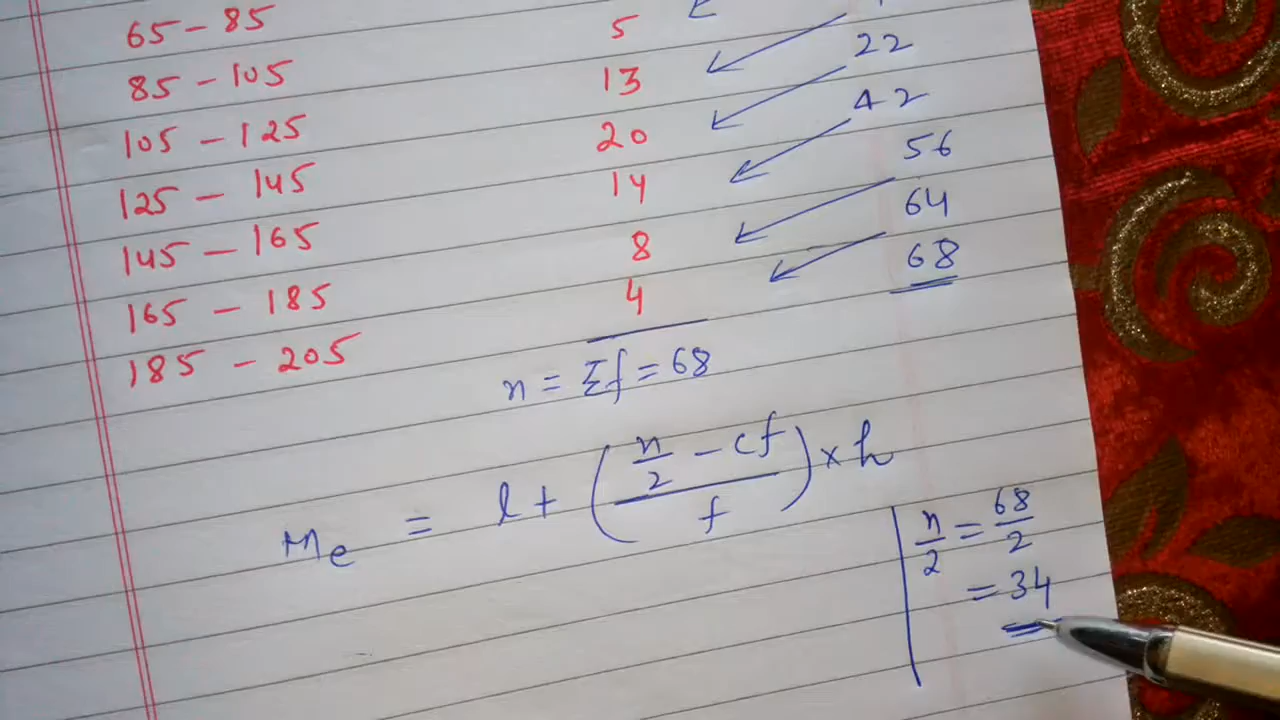 65 - 85 5
85 - 105 13 22
105 - 125 20 42
125 - 145 14 56
145 - 165 8 64
165 - 185 4 68
185 - 205
n = Σf = 68
Me = l + ( (n/2 - cf) / f ) × h
n/2 = 68/2
= 34